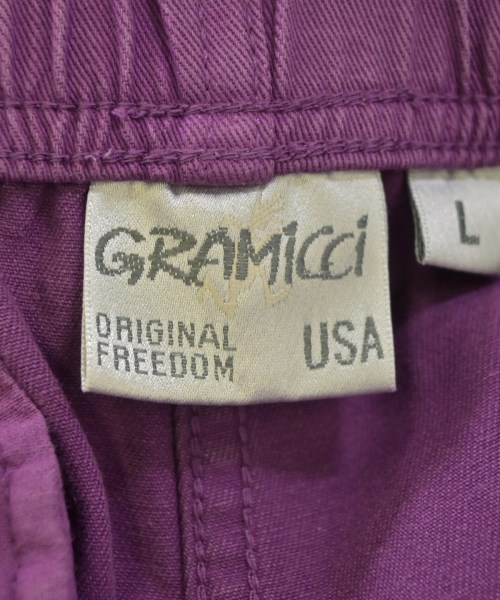 GRAMiCCi
ORIGINAL
FREEDOM
USA
L